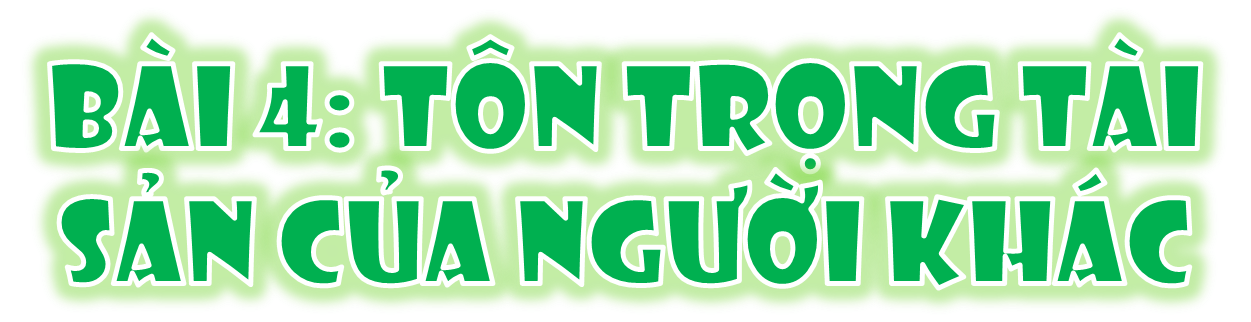 BÀI 4: TÔN TRỌNG TÀI
SẢN CỦA NGƯỜI KHÁC